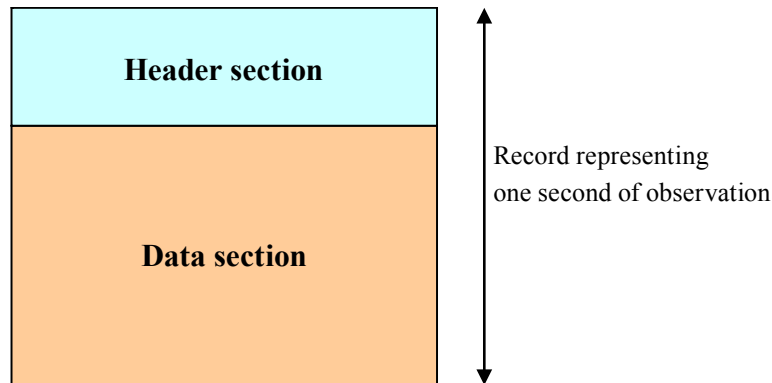 Header section
Record representing
one second of observation
Data section